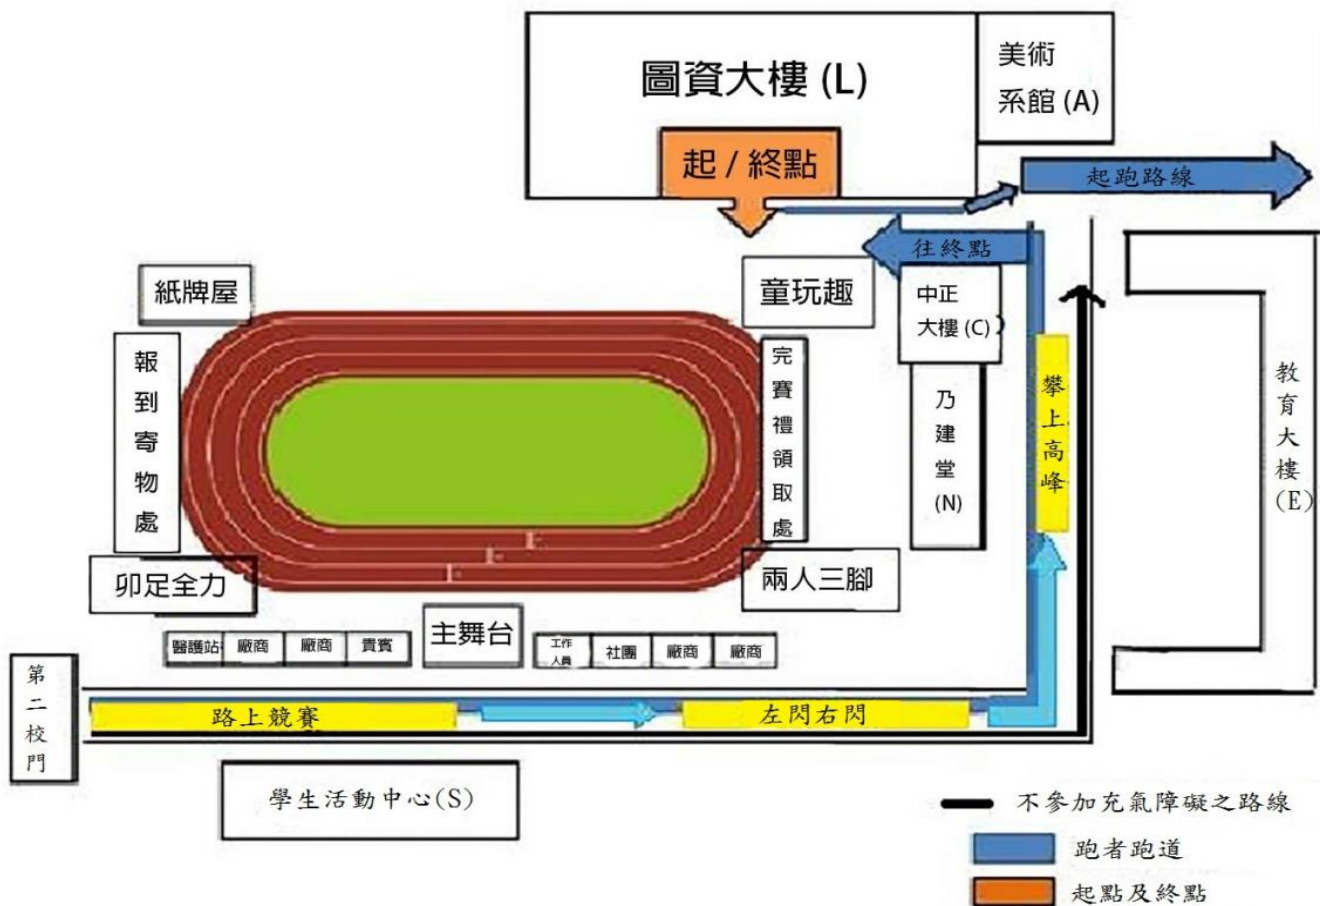 圖資大樓 (L)
美術
系館 (A)
起 / 終點
起跑路線
往終點
紙牌屋
童玩趣
中正
大樓 (C)
報到寄物處
完賽禮領取處
乃建堂(N)
攀上高峰
教育大樓(E)
卯足全力
兩人三腳
主舞台
醫護站
廠商
廠商
貴賓
工作
人員
社團
廠商
廠商
第二校門
路上競賽
左閃右閃
學生活動中心(S)
不參加充氣障礙之路線
跑者跑道
起點及終點